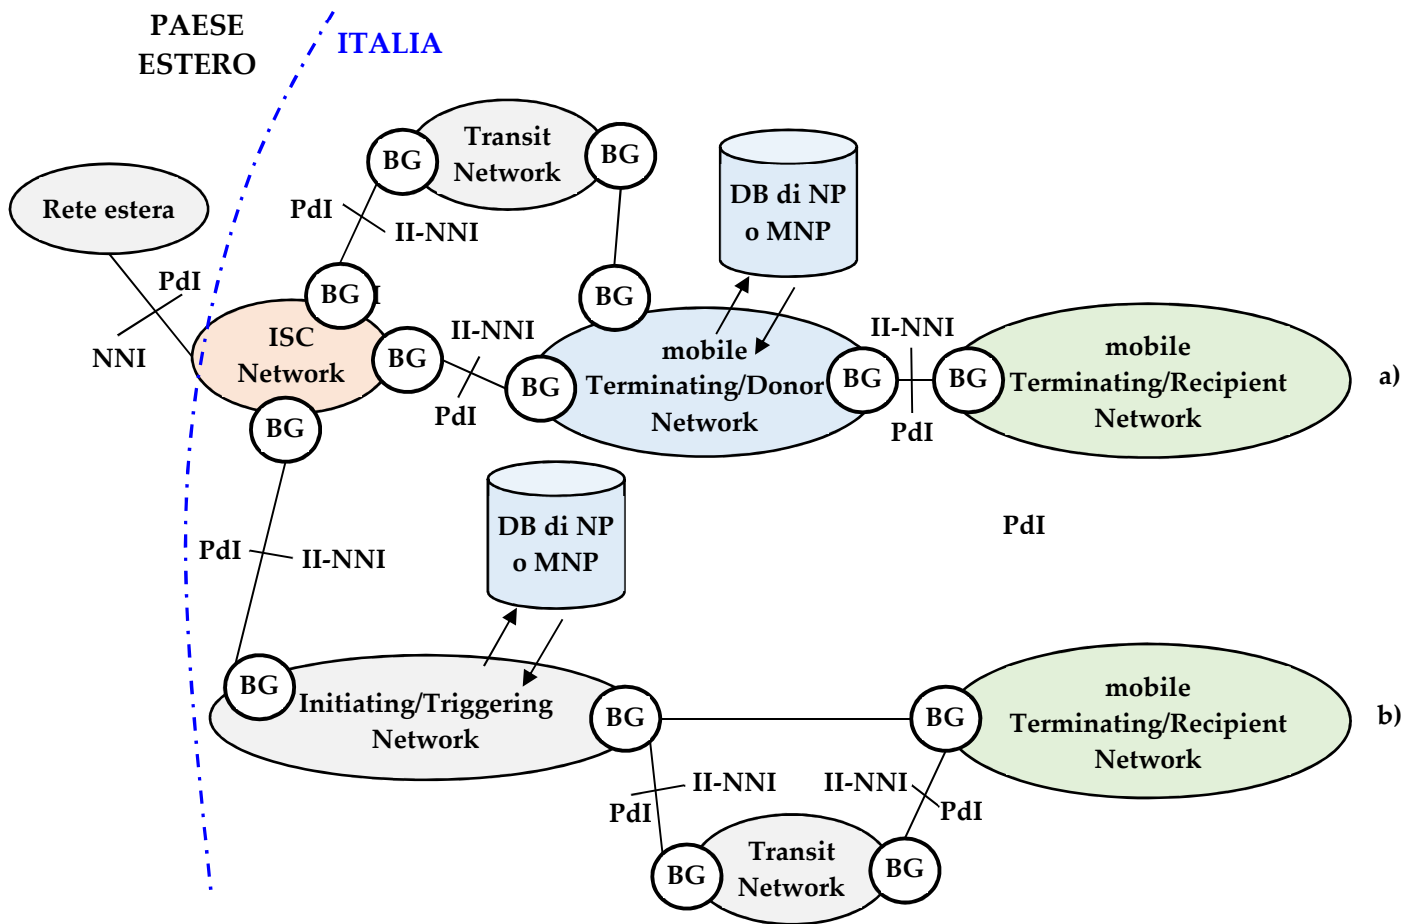 PAESE
ESTERO
ITALIA
Transit
Network
BG
BG
DB di NP
o MNP
Rete estera
PdI
II-NNI
PdI
NNI
BG
BG
ISC
Network
BG
BG
II-NNI
PdI
BG
mobile
Terminating/Donor
Network
BG
II-NNI
PdI
BG
mobile
Terminating/Recipient
Network
a)
DB di NP
o MNP
PdI
PdI
II-NNI
BG
Initiating/Triggering
Network
BG
BG
mobile
Terminating/Recipient
Network
b)
II-NNI
PdI
II-NNI
PdI
BG
Transit
Network
BG